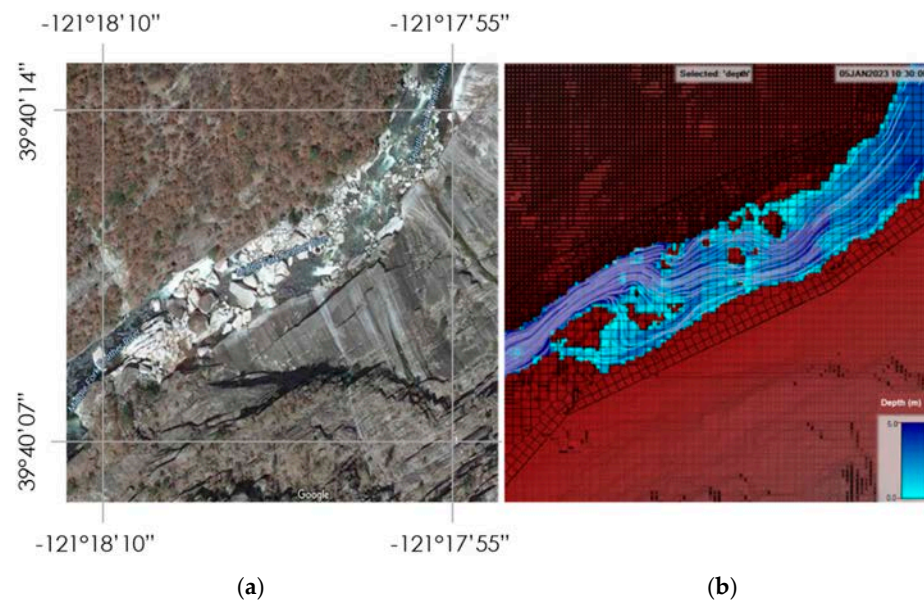 -121°18'10"
-121°17'55"
39°40'14"
39°40'07"
Google
-121°18'10"
-121°17'55"
(a)
Selected: 'depth'
05JAN2023 10:30:0
Depth (m)
5.0
0.0
(b)